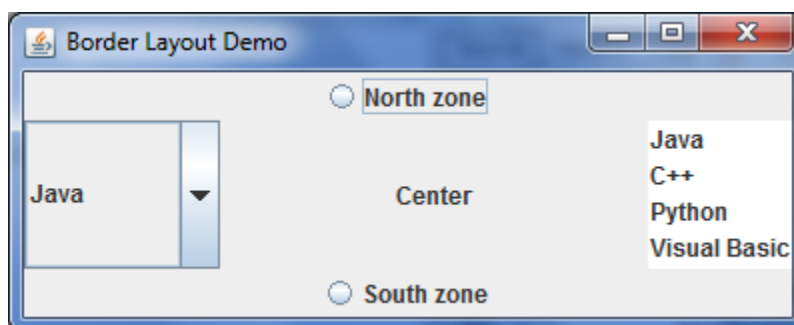 Border Layout Demo
North zone
Java
Center
Java
C++
Python
Visual Basic
South zone